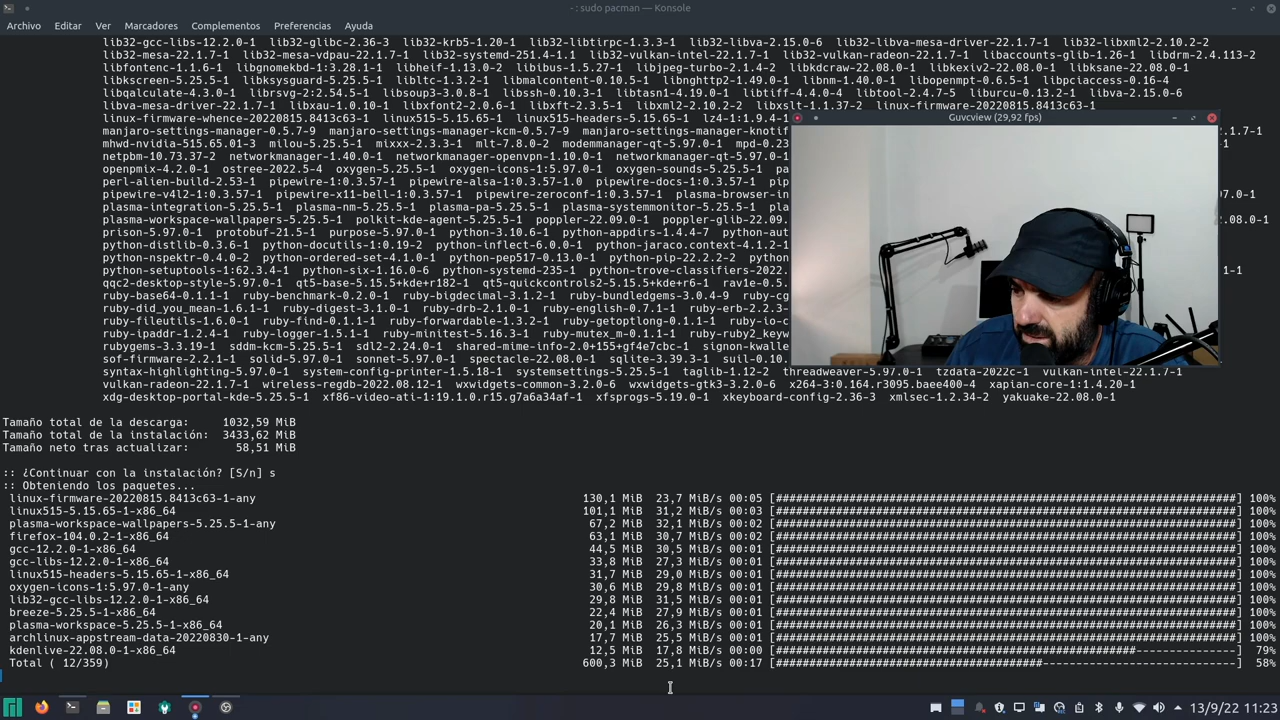 - : sudo pacman — Konsole
Archivo Editar Ver Marcadores Complementos Preferencias Ayuda
lib32-gcc-libs-12.2.0-1 lib32-glibc-2.36-3 lib32-krb5-1.20-1 lib32-libtirpc-1.3.3-1 lib32-libva-2.15.0-6 lib32-libva-mesa-driver-22.1.7-1 lib32-libxml2-2.10.2-2
lib32-mesa-22.1.7-1 lib32-mesa-vdpau-22.1.7-1 lib32-systemd-251.4-1.1 lib32-vulkan-intel-22.1.7-1 lib32-vulkan-radeon-22.1.7-1 libaccounts-glib-1.26-1 libdrm-2.4.113-2
libfontenc-1.1.6-1 libgnomekbd-1:3.28.1-1 libheif-1.13.0-2 libibus-1.5.27-1 libjpeg-turbo-2.1.4-2 libkdcraw-22.08.0-1 libkexiv2-22.08.0-1 libksane-22.08.0-1
libkscreen-5.25.5-1 libksysguard-5.25.5-1 libltc-1.3.2-1 libmalcontent-0.10.5-1 libnghttp2-1.49.0-1 libnm-1.40.0-1 libopenmpt-0.6.5-1 libpciaccess-0.16-4
libqalculate-4.3.0-1 librsvg-2:2.54.5-1 libsoup3-3.0.8-1 libssh-0.10.3-1 libtasn1-4.19.0-1 libtiff-4.4.0-4 libtool-2.4.7-5 liburcu-0.13.2-1 libva-2.15.0-6
libva-mesa-driver-22.1.7-1 libxau-1.0.10-1 libxfont2-2.0.6-1 libxft-2.3.5-1 libxml2-2.10.2-2 libxslt-1.1.37-2 linux-firmware-20220815.8413c63-1
linux-firmware-whence-20220815.8413c63-1 linux515-5.15.65-1 linux515-headers-5.15.65-1 lz4-1:1.9.4-1
manjaro-settings-manager-0.5.7-9 manjaro-settings-manager-kcm-0.5.7-9 manjaro-settings-manager-knotif
mhwd-nvidia-515.65.01-3 milou-5.25.5-1 mixxx-2.3.3-1 mlt-7.8.0-2 modemmanager-qt-5.97.0-1 mpd-0.23
netpbm-10.73.37-2 networkmanager-1.40.0-1 networkmanager-openvpn-1.10.0-1 networkmanager-qt-5.97.0-1
openpmix-4.2.0-1 ostree-2022.5-4 oxygen-5.25.5-1 oxygen-icons-1:5.97.0-1 oxygen-sounds-5.25.5-1 pa
perl-alien-build-2.53-1 pipewire-1:0.3.57-1 pipewire-alsa-1:0.3.57-1.0 pipewire-docs-1:0.3.57-1 pip
pipewire-v4l2-1:0.3.57-1 pipewire-x11-bell-1:0.3.57-1 pipewire-zeroconf-1:0.3.57-1 plasma-browser-in 97.0-1
plasma-integration-5.25.5-1 plasma-nm-5.25.5-1 plasma-pa-5.25.5-1 plasma-systemmonitor-5.25.5-1 pla
plasma-workspace-wallpapers-5.25.5-1 polkit-kde-agent-5.25.5-1 poppler-22.09.0-1 poppler-glib-22.09. 08.0-1
prison-5.97.0-1 protobuf-21.5-1 purpose-5.97.0-1 python-3.10.6-1 python-appdirs-1.4.4-7 python-aut
python-distlib-0.3.6-1 python-docutils-1:0.19-2 python-inflect-6.0.0-1 python-jaraco.context-4.1.2-1
python-nspektr-0.4.0-2 python-ordered-set-4.1.0-1 python-pep517-0.13.0-1 python-pip-22.2.2-2 pytho
python-setuptools-1:62.3.4-1 python-six-1.16.0-6 python-systemd-235-1 python-trove-classifiers-2022. 1-1
qqc2-desktop-style-5.97.0-1 qt5-base-5.15.5+kde+r182-1 qt5-quickcontrols2-5.15.5+kde+r6-1 rav1e-0.5.
ruby-base64-0.1.1-1 ruby-benchmark-0.2.0-1 ruby-bigdecimal-3.1.2-1 ruby-bundledgems-3.0.4-9 ruby-cg
ruby-did_you_mean-1.6.1-1 ruby-digest-3.1.0-1 ruby-drb-2.1.0-1 ruby-english-0.7.1-1 ruby-erb-2.2.3-
ruby-fileutils-1.6.0-1 ruby-find-0.1.1-1 ruby-forwardable-1.3.2-1 ruby-getoptlong-0.1.1-1 ruby-io-c
ruby-ipaddr-1.2.4-1 ruby-logger-1.5.1-1 ruby-minitest-5.16.3-1 ruby-mutex_m-0.1.1-1 ruby-ruby2_keyw
rubygems-3.3.19-1 sddm-kcm-5.25.5-1 sdl2-2.24.0-1 shared-mime-info-2.0+155+gf4e7cbc-1 signon-kwalle
sof-firmware-2.2.1-1 solid-5.97.0-1 sonnet-5.97.0-1 spectacle-22.08.0-1 sqlite-3.39.3-1 suil-0.10.
syntax-highlighting-5.97.0-1 system-config-printer-1.5.18-1 systemsettings-5.25.5-1 taglib-1.12-2 threadweaver-5.97.0-1 tzdata-2022c-1 vulkan-intel-22.1.7-1
vulkan-radeon-22.1.7-1 wireless-regdb-2022.08.12-1 wxwidgets-common-3.2.0-6 wxwidgets-gtk3-3.2.0-6 x264-3:0.164.r3095.baee400-4 xapian-core-1:1.4.20-1
xdg-desktop-portal-kde-5.25.5-1 xf86-video-ati-1:19.1.0.r15.g7a6a34af-1 xfsprogs-5.19.0-1 xkeyboard-config-2.36-3 xmlsec-1.2.34-2 yakuake-22.08.0-1
Guvcview (29,92 fps)
Tamaño total de la descarga: 1032,59 MiB
Tamaño total de la instalación: 3433,62 MiB
Tamaño neto tras actualizar: 58,51 MiB
:: ¿Continuar con la instalación? [S/n] s
:: Obteniendo los paquetes...
linux-firmware-20220815.8413c63-1-any 130,1 MiB 23,7 MiB/s 00:05 100%
linux515-5.15.65-1-x86_64 101,1 MiB 31,2 MiB/s 00:03 100%
plasma-workspace-wallpapers-5.25.5-1-any 67,2 MiB 32,1 MiB/s 00:02 100%
firefox-104.0.2-1-x86_64 63,1 MiB 30,7 MiB/s 00:02 100%
gcc-12.2.0-1-x86_64 44,5 MiB 30,5 MiB/s 00:01 100%
gcc-libs-12.2.0-1-x86_64 33,8 MiB 27,3 MiB/s 00:01 100%
linux515-headers-5.15.65-1-x86_64 31,7 MiB 29,0 MiB/s 00:01 100%
oxygen-icons-1:5.97.0-1-any 30,6 MiB 29,8 MiB/s 00:01 100%
lib32-gcc-libs-12.2.0-1-x86_64 29,8 MiB 31,5 MiB/s 00:01 100%
breeze-5.25.5-1-x86_64 22,4 MiB 27,9 MiB/s 00:01 100%
plasma-workspace-5.25.5-1-x86_64 20,1 MiB 26,3 MiB/s 00:01 100%
archlinux-appstream-data-20220830-1-any 17,7 MiB 25,5 MiB/s 00:01 100%
kdenlive-22.08.0-1-x86_64 12,5 MiB 17,8 MiB/s 00:00 79%
Total ( 12/359) 600,3 MiB 25,1 MiB/s 00:17 58%
13/9/22 11:23